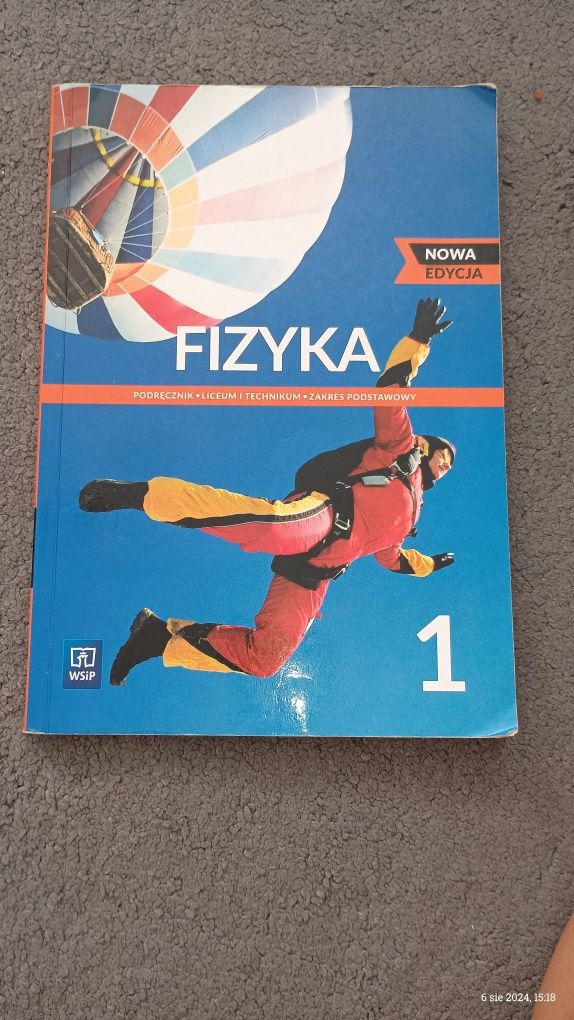 NOWA
EDYCJA
FIZYKA
PODRĘCZNIK • LICEUM I TECHNIKUM • ZAKRES PODSTAWOWY
1
WSiP
6 sie 2024, 15:18